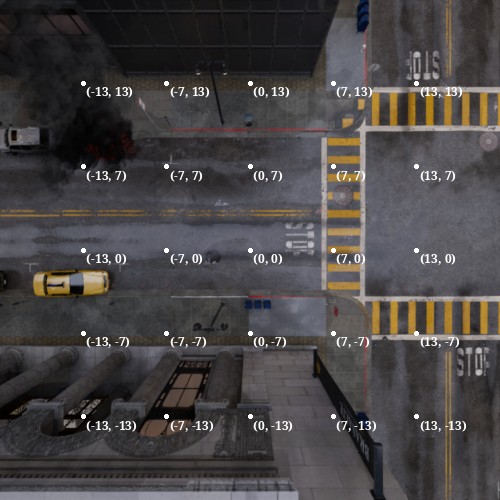 STOP
(-13, 13) (-7, 13) (0, 13) (7, 13) (13, 13)
(-13, 7) (-7, 7) (0, 7) (7, 7) (13, 7)
STOP
(-13, 0) (-7, 0) (0, 0) (7, 0) (13, 0)
(-13, -7) (-7, -7) (0, -7) (7, -7) (13, -7)
STOP
(-13, -13) (-7, -13) (0, -13) (7, -13) (13, -13)